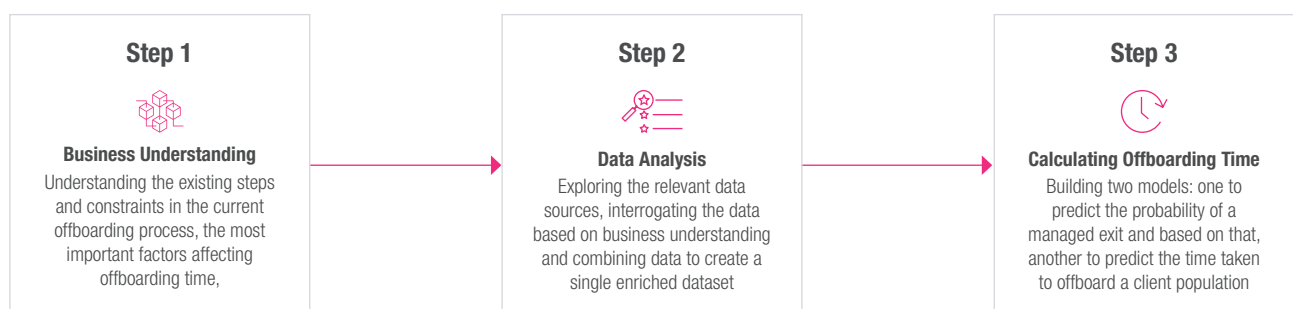 Step 1
Business Understanding
Understanding the existing steps
and constraints in the current
offboarding process, the most
important factors affecting
offboarding time,
Step 2
Data Analysis
Exploring the relevant data
sources, interrogating the data
based on business understanding
and combining data to create a
single enriched dataset
Step 3
Calculating Offboarding Time
Building two models: one to
predict the probability of a
managed exit and based on that,
another to predict the time taken
to offboard a client population